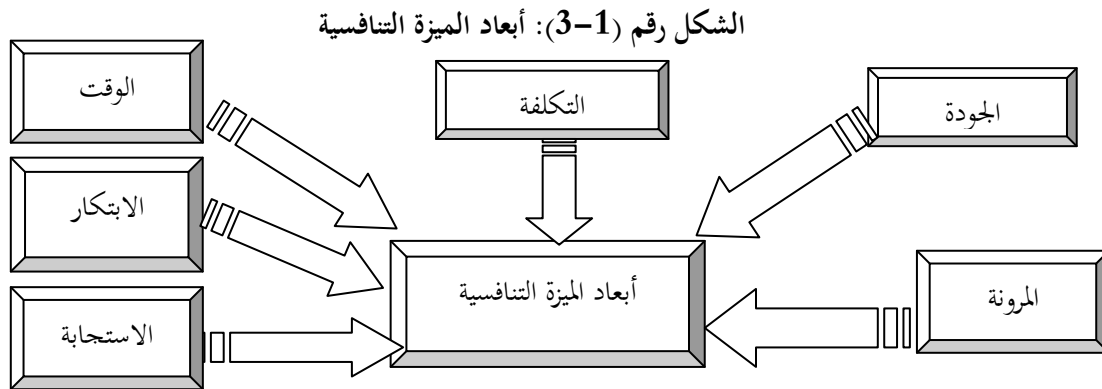 الشكل رقم (1-3): أبعاد الميزة التنافسية
الجودة
التكلفة
الوقت
الابتكار
المرونة
أبعاد الميزة التنافسية
الاستجابة